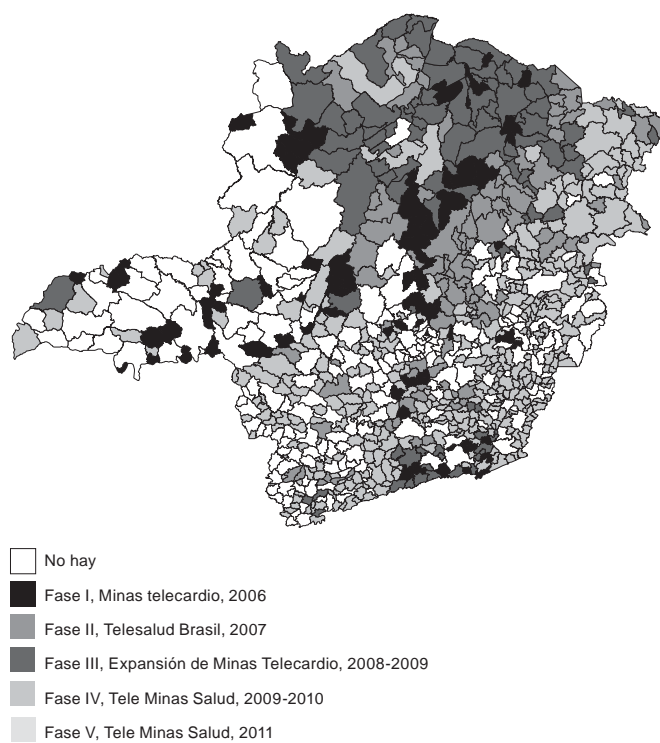 No hay
Fase I, Minas telecardio, 2006
Fase II, Telesalud Brasil, 2007
Fase III, Expansión de Minas Telecardio, 2008-2009
Fase IV, Tele Minas Salud, 2009-2010
Fase V, Tele Minas Salud, 2011